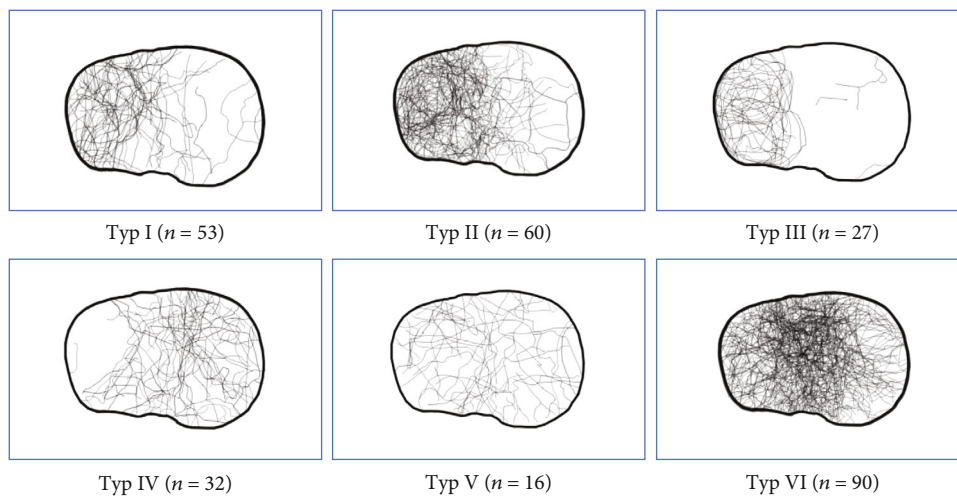 Typ I (n = 53)
Typ II (n = 60)
Typ III (n = 27)
Typ IV (n = 32)
Typ V (n = 16)
Typ VI (n = 90)